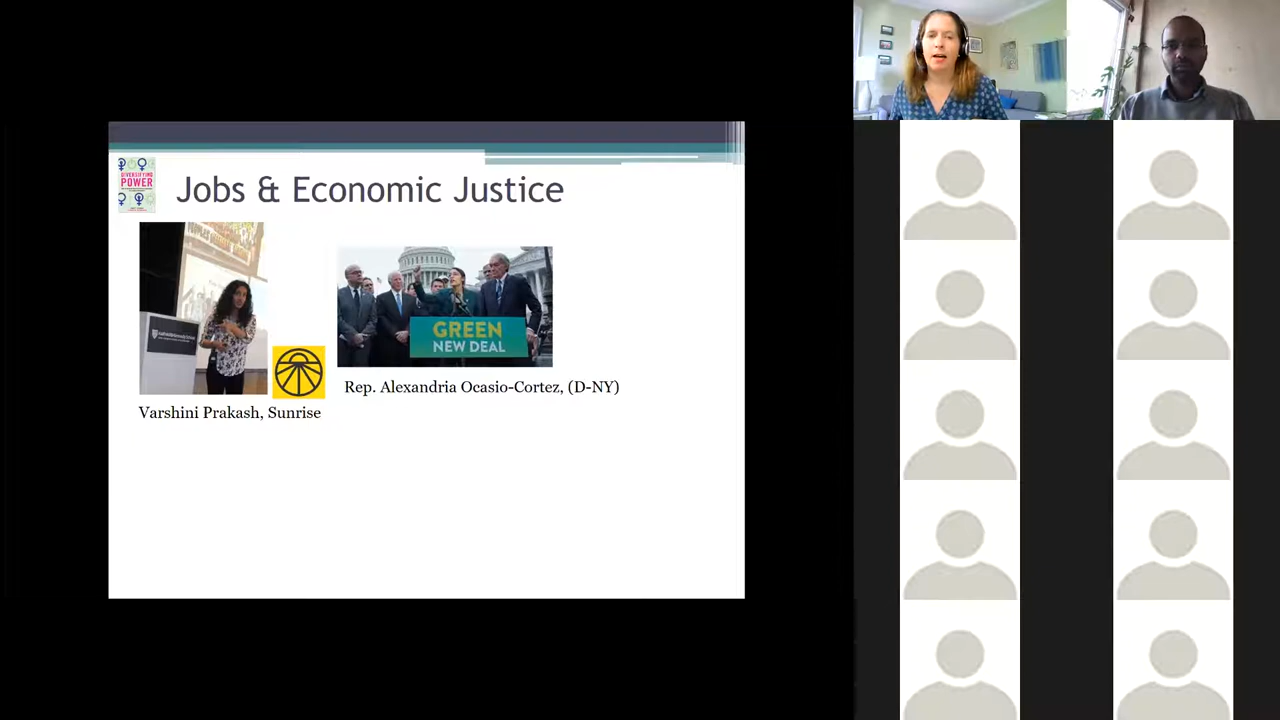 DIVERSIFYING
POWER
Jobs & Economic Justice
GREEN
NEW DEAL
Rep. Alexandria Ocasio-Cortez, (D-NY)
Varshini Prakash, Sunrise